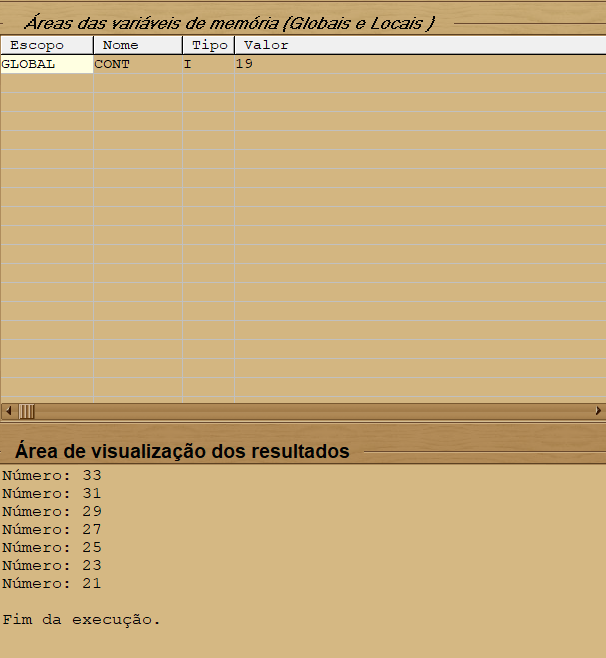 Áreas das variáveis de memória (Globais e Locais )
Escopo Nome Tipo Valor
GLOBAL CONT I 19
Área de visualização dos resultados
Número: 33
Número: 31
Número: 29
Número: 27
Número: 25
Número: 23
Número: 21
Fim da execução.